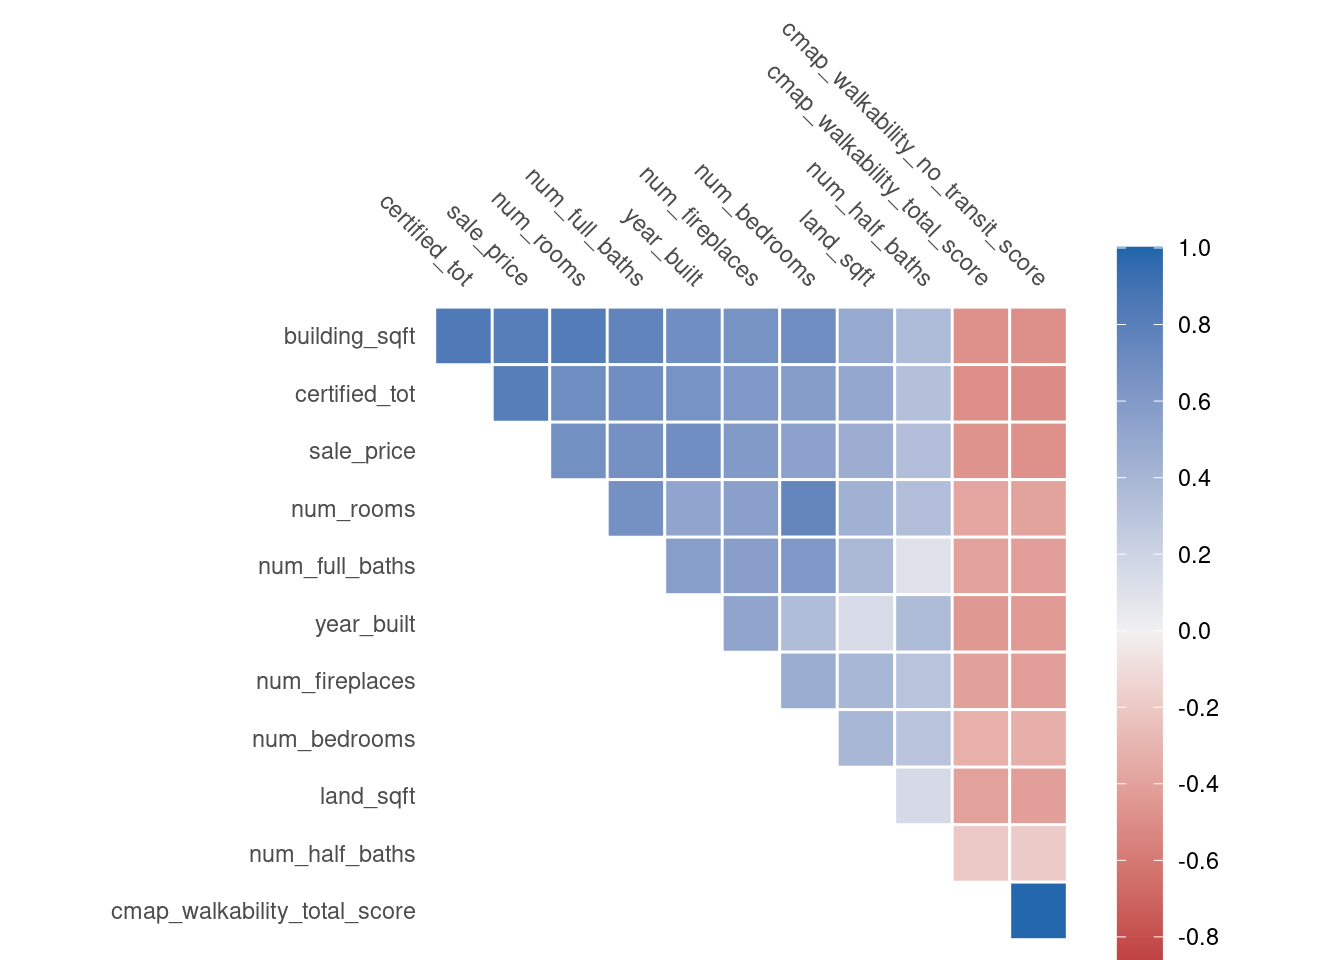 certified_tot
sale_price
num_rooms
num_full_baths
year_built
num_fireplaces
num_bedrooms
land_sqft
num_half_baths
cmap_walkability_total_score
cmap_walkability_no_transit_score
building_sqft
certified_tot
sale_price
num_rooms
num_full_baths
year_built
num_fireplaces
num_bedrooms
land_sqft
num_half_baths
cmap_walkability_total_score
1.0
0.8
0.6
0.4
0.2
0.0
-0.2
-0.4
-0.6
-0.8